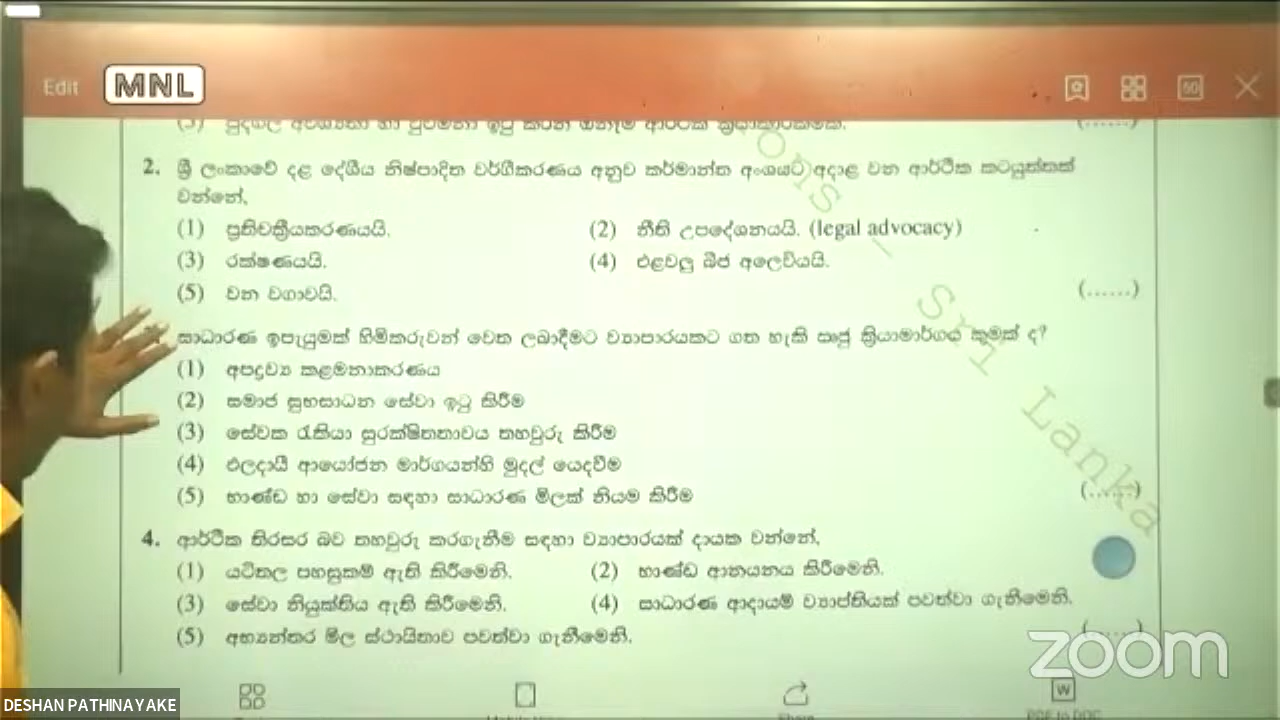 Edit MNL 50
2. ශ්‍රී ලංකාවේ දළ දේශීය නිෂ්පාදිත වර්ගීකරණය අනුව කර්මාන්ත අංශයට අදාළ වන ආර්ථික කටයුත්තක්
වන්නේ,
(1) ප්‍රතිචක්‍රීයකරණයයි. (2) නීති උපදේශනයයි. (legal advocacy)
(3) රක්ෂණයයි. (4) එළවලු බීජ අලෙවියයි.
(5) වන වගාවයි. (......)
සාධාරණ ඉපැයුමක් හිමිකරුවන් වෙත ලබාදීමට ව්‍යාපාරයකට ගත හැකි ඍජු ක්‍රියාමාර්ගය කුමක් ද?
(1) අපද්‍රව්‍ය කළමනාකරණය
(2) සමාජ සුභසාධන සේවා ඉටු කිරීම
(3) සේවක රැකියා සුරක්ෂිතතාවය තහවුරු කිරීම
(4) ඵලදායී ආයෝජන මාර්ගයන්හි මුදල් යෙදවීම
(5) භාණ්ඩ හා සේවා සඳහා සාධාරණ මිලක් නියම කිරීම (......)
4. ආර්ථික තිරසර බව තහවුරු කරගැනීම සඳහා ව්‍යාපාරයක් දායක වන්නේ,
(1) යටිතල පහසුකම් ඇති කිරීමෙනි. (2) භාණ්ඩ ආනයනය කිරීමෙනි.
(3) සේවා නියුක්තිය ඇති කිරීමෙනි. (4) සාධාරණ ආදායම් ව්‍යාප්තියක් පවත්වා ගැනීමෙනි.
(5) අභ්‍යන්තර මිල ස්ථායිතාව පවත්වා ගැනීමෙනි. (......)
Sri Lanka
zoom
DESHAN PATHINAYAKE